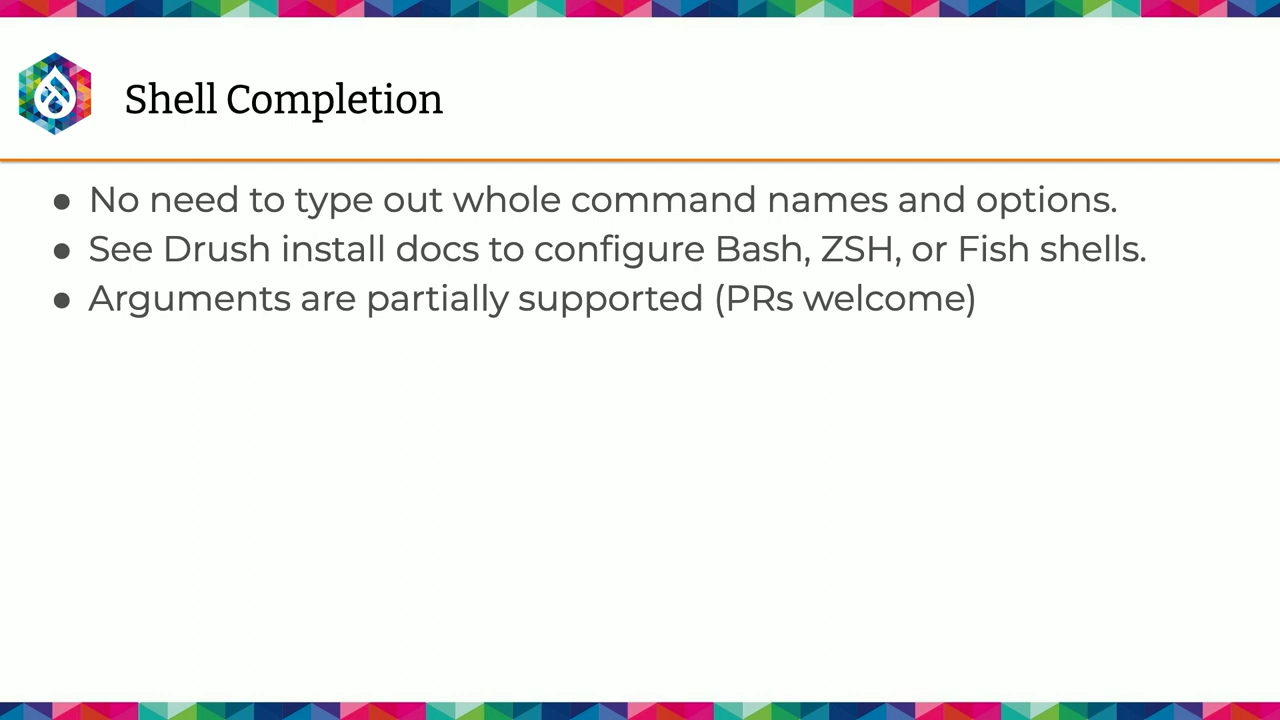 Shell Completion
● No need to type out whole command names and options.
● See Drush install docs to configure Bash, ZSH, or Fish shells.
● Arguments are partially supported (PRs welcome)